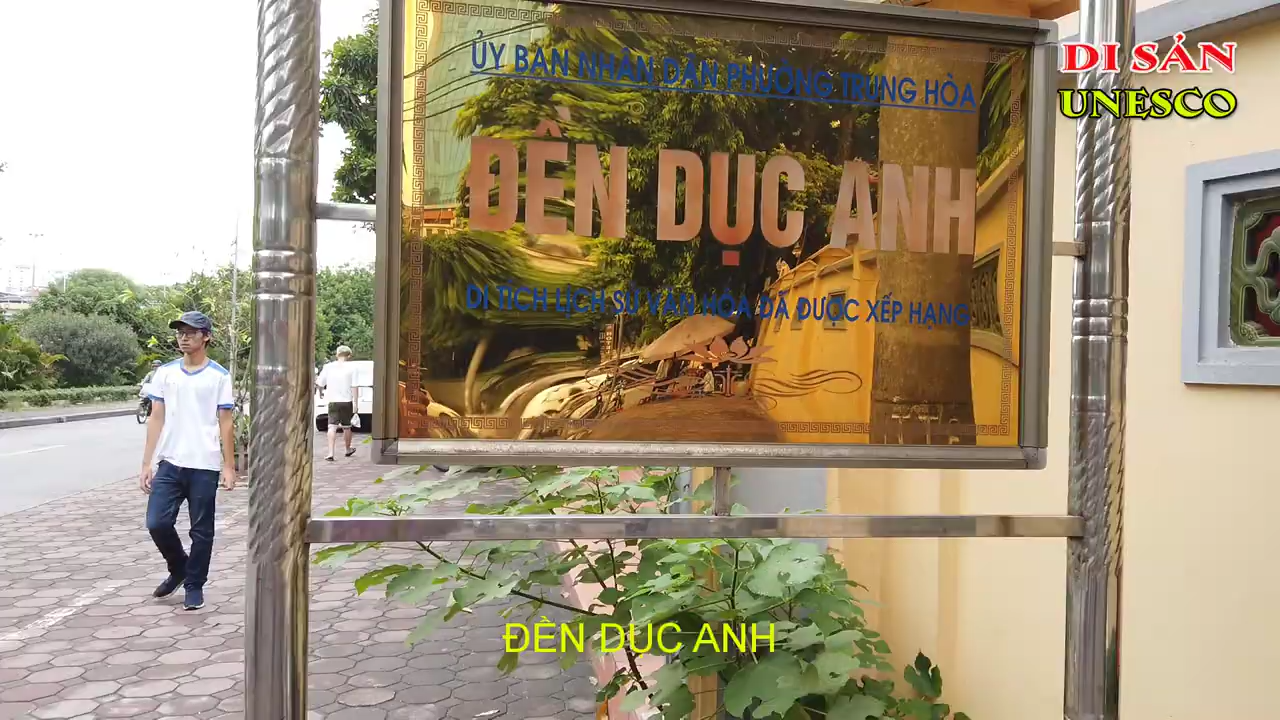 DI SẢN
UNESCO
ỦY BAN NHÂN DÂN PHƯỜNG TRUNG HÒA
ĐỀN DỤC ANH
DI TÍCH LỊCH SỬ VĂN HÓA ĐÃ ĐƯỢC XẾP HẠNG
ĐỀN DỤC ANH